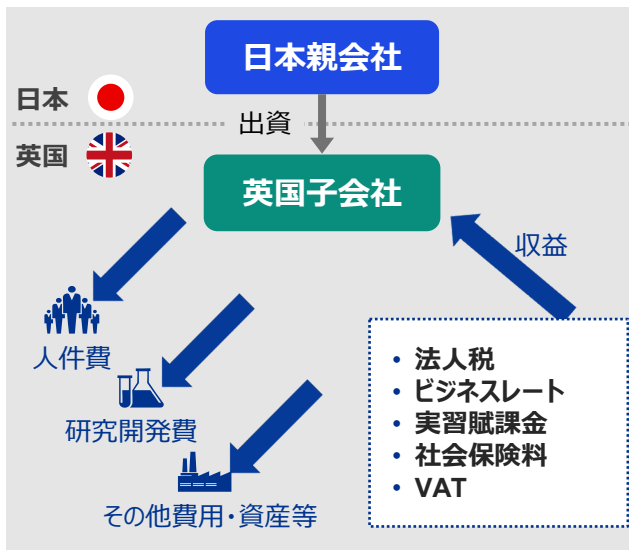 日本親会社
日本
出資
英国
英国子会社
収益
人件費
研究開発費
その他費用・資産等
• 法人税
• ビジネスレート
• 実習賦課金
• 社会保険料
• VAT